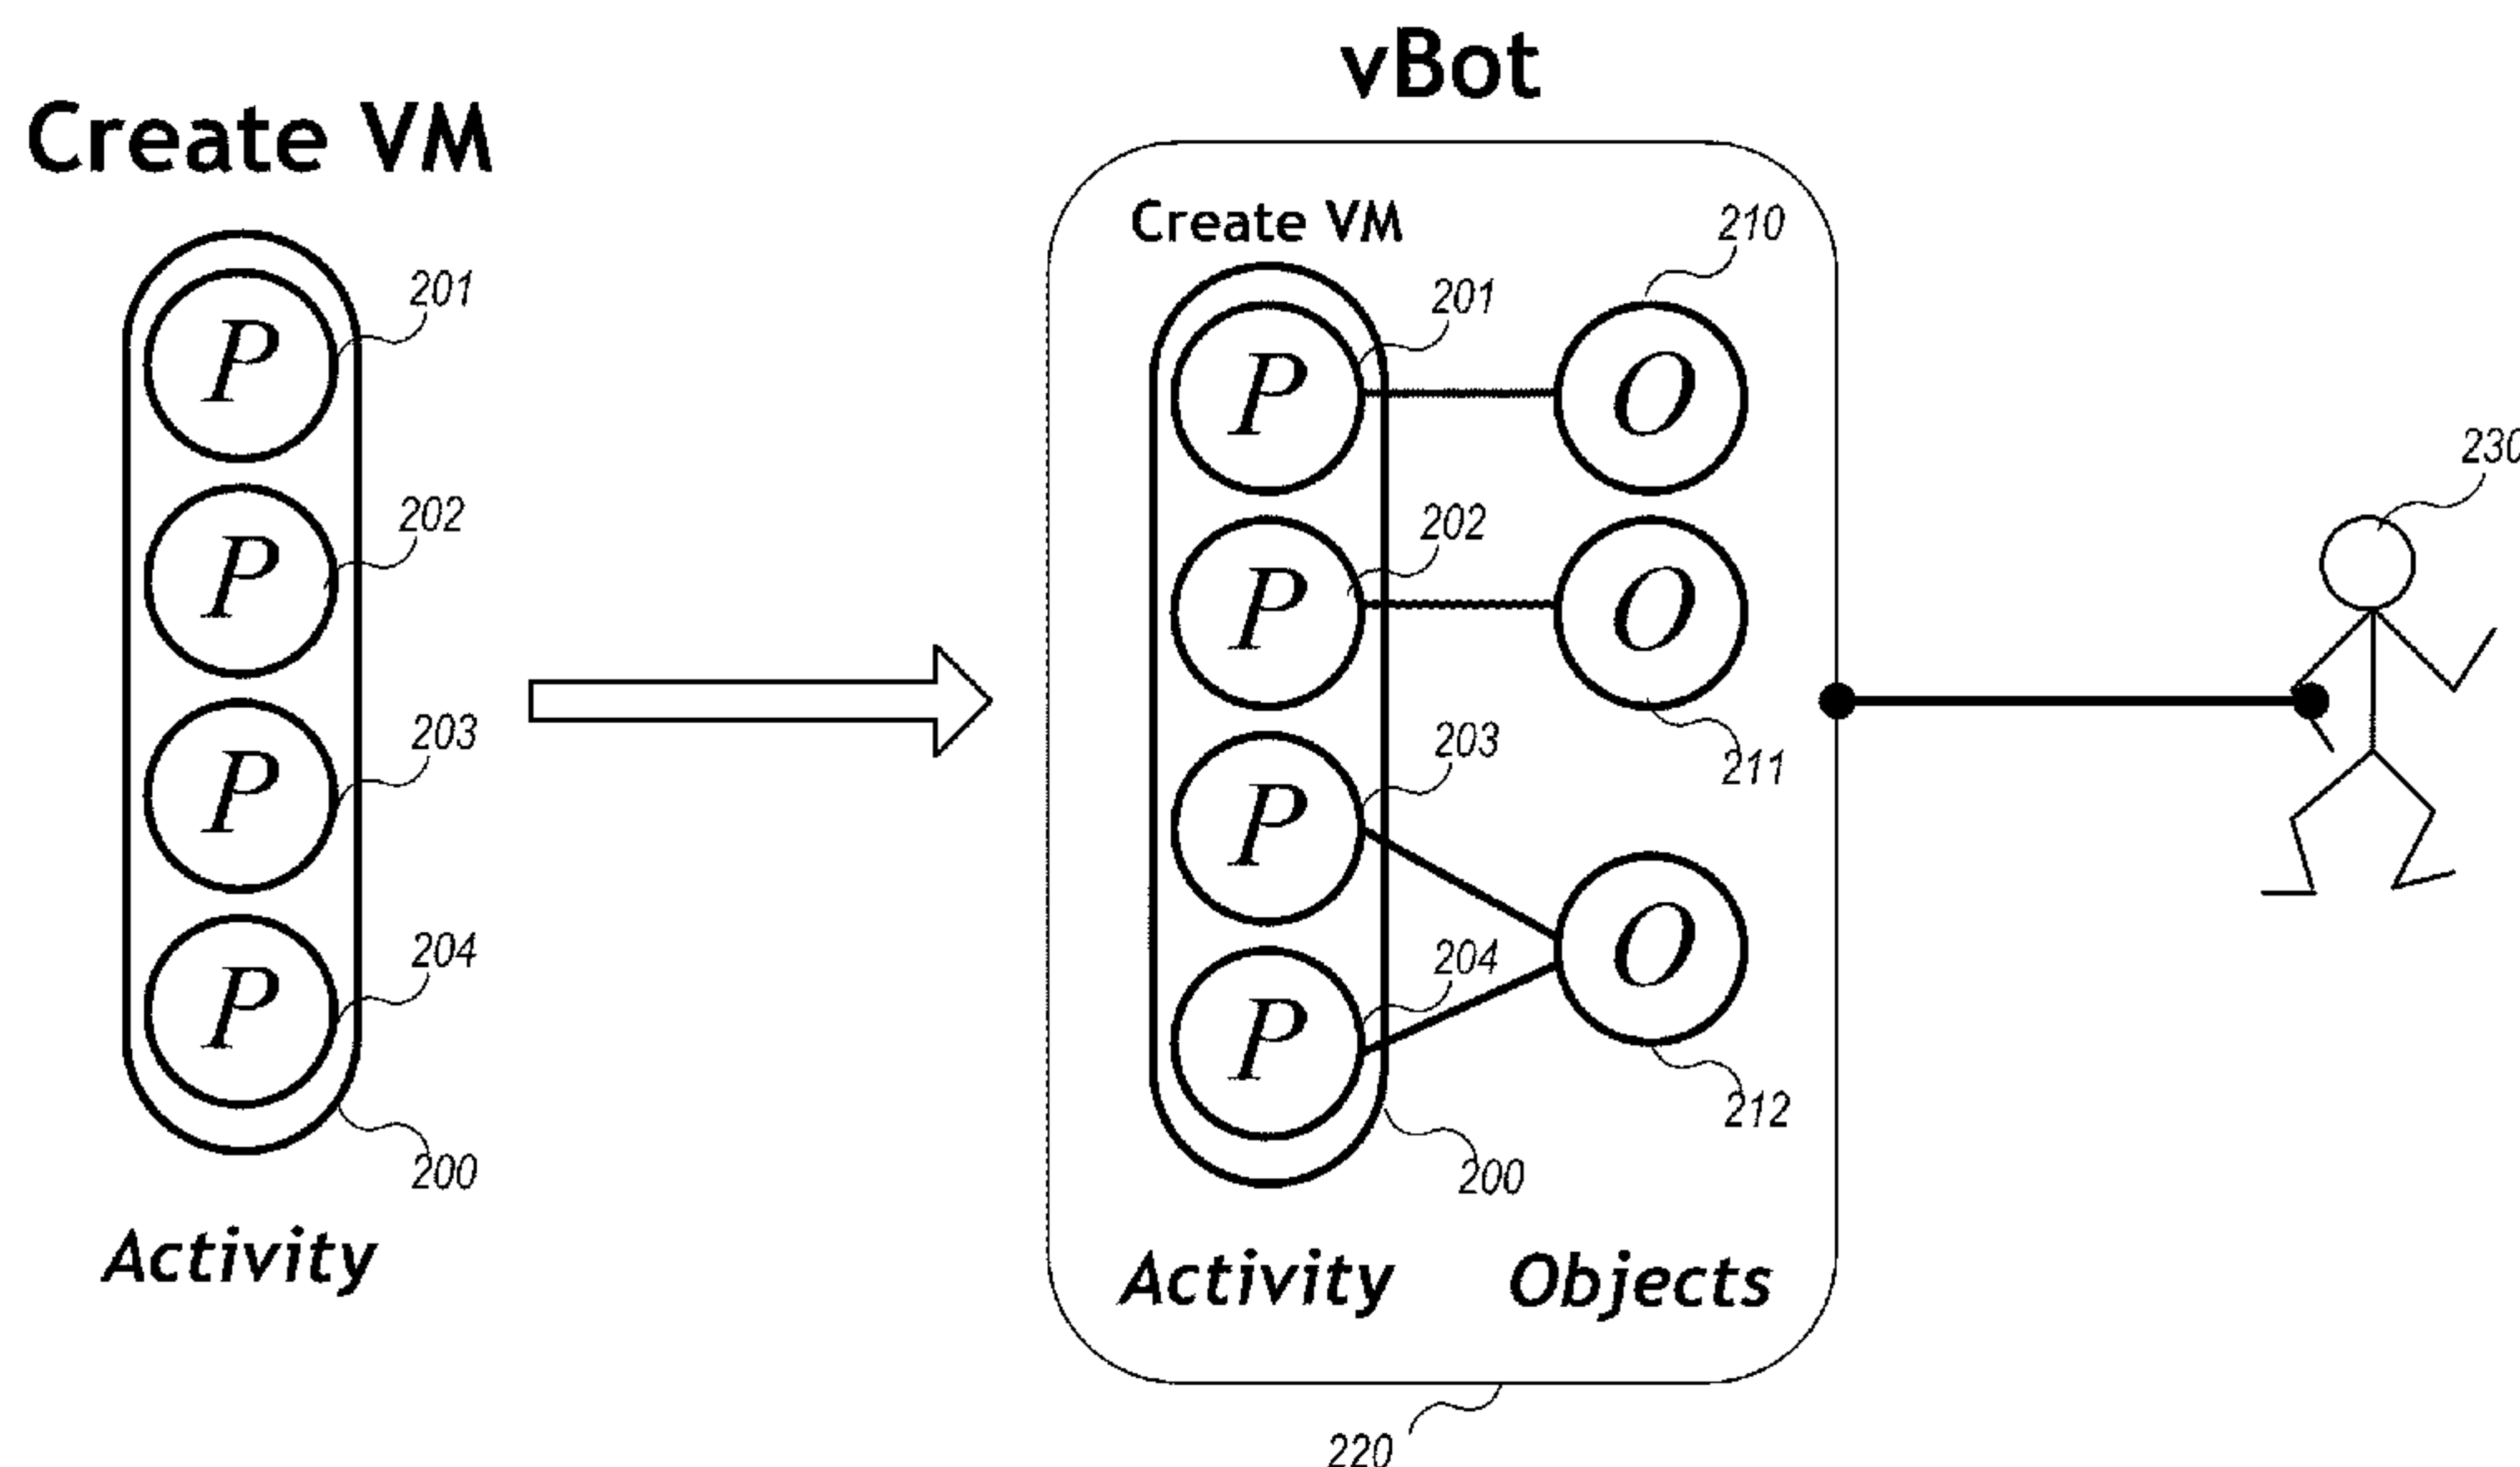 vBot
Create VM
P 201
P 202
P 203
P 204
200
Activity
Create VM
P 201 O 210
P 202 O 211
P 203
P 204 O 212
200
Activity Objects
220
230